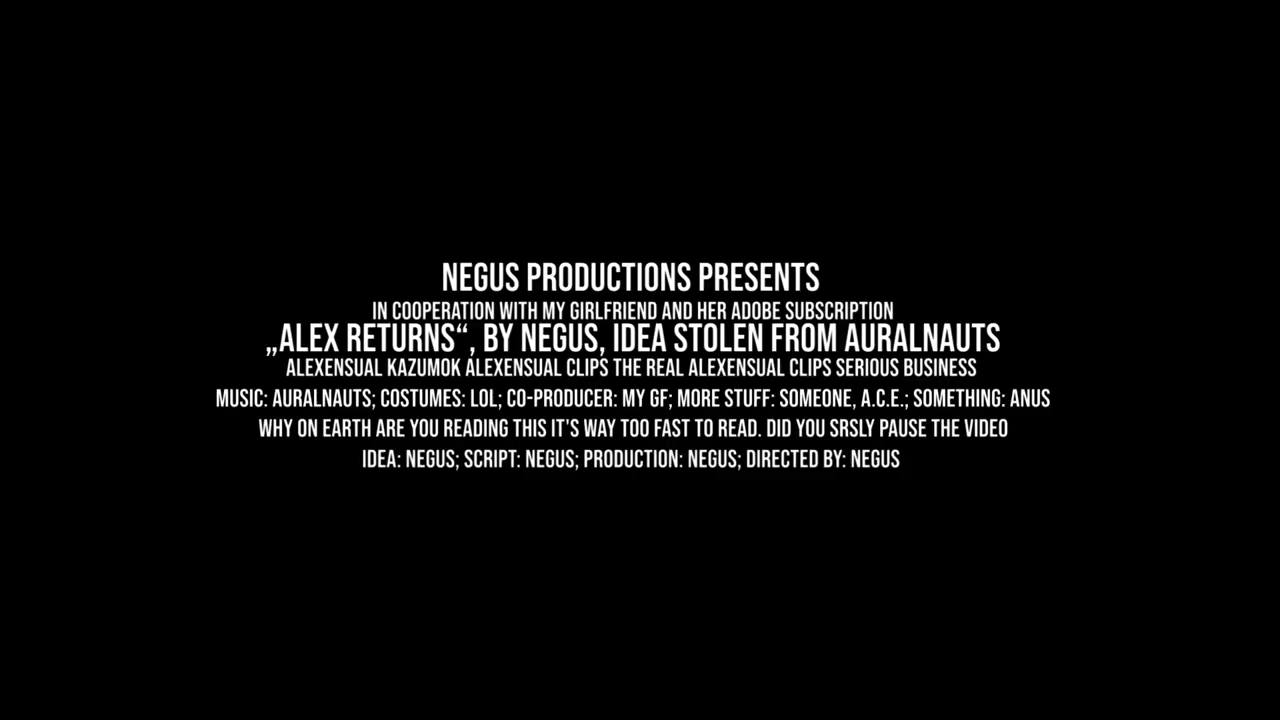 NEGUS PRODUCTIONS PRESENTS
IN COOPERATION WITH MY GIRLFRIEND AND HER ADOBE SUBSCRIPTION
„ALEX RETURNS“, BY NEGUS, IDEA STOLEN FROM AURALNAUTS
ALEXENSUAL KAZUMOK ALEXENSUAL CLIPS THE REAL ALEXENSUAL CLIPS SERIOUS BUSINESS
MUSIC: AURALNAUTS; COSTUMES: LOL; CO-PRODUCER: MY GF; MORE STUFF: SOMEONE, A.C.E.; SOMETHING: ANUS
WHY ON EARTH ARE YOU READING THIS IT'S WAY TOO FAST TO READ. DID YOU SRSLY PAUSE THE VIDEO
IDEA: NEGUS; SCRIPT: NEGUS; PRODUCTION: NEGUS; DIRECTED BY: NEGUS